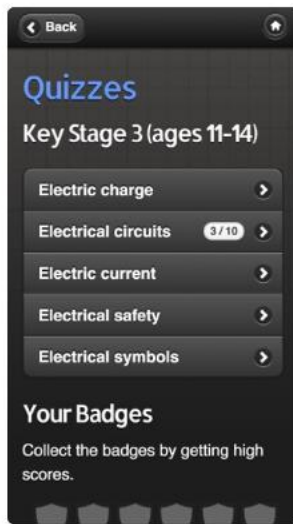 Back
Quizzes
Key Stage 3 (ages 11-14)
Electric charge
Electrical circuits 3/10
Electric current
Electrical safety
Electrical symbols
Your Badges
Collect the badges by getting high
scores.